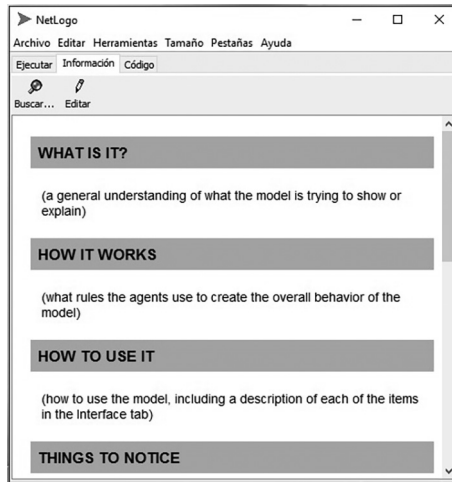 NetLogo
Archivo Editar Herramientas Tamaño Pestañas Ayuda
Ejecutar Información Código
Buscar... Editar
WHAT IS IT?
(a general understanding of what the model is trying to show or
explain)
HOW IT WORKS
(what rules the agents use to create the overall behavior of the
model)
HOW TO USE IT
(how to use the model, including a description of each of the items
in the Interface tab)
THINGS TO NOTICE